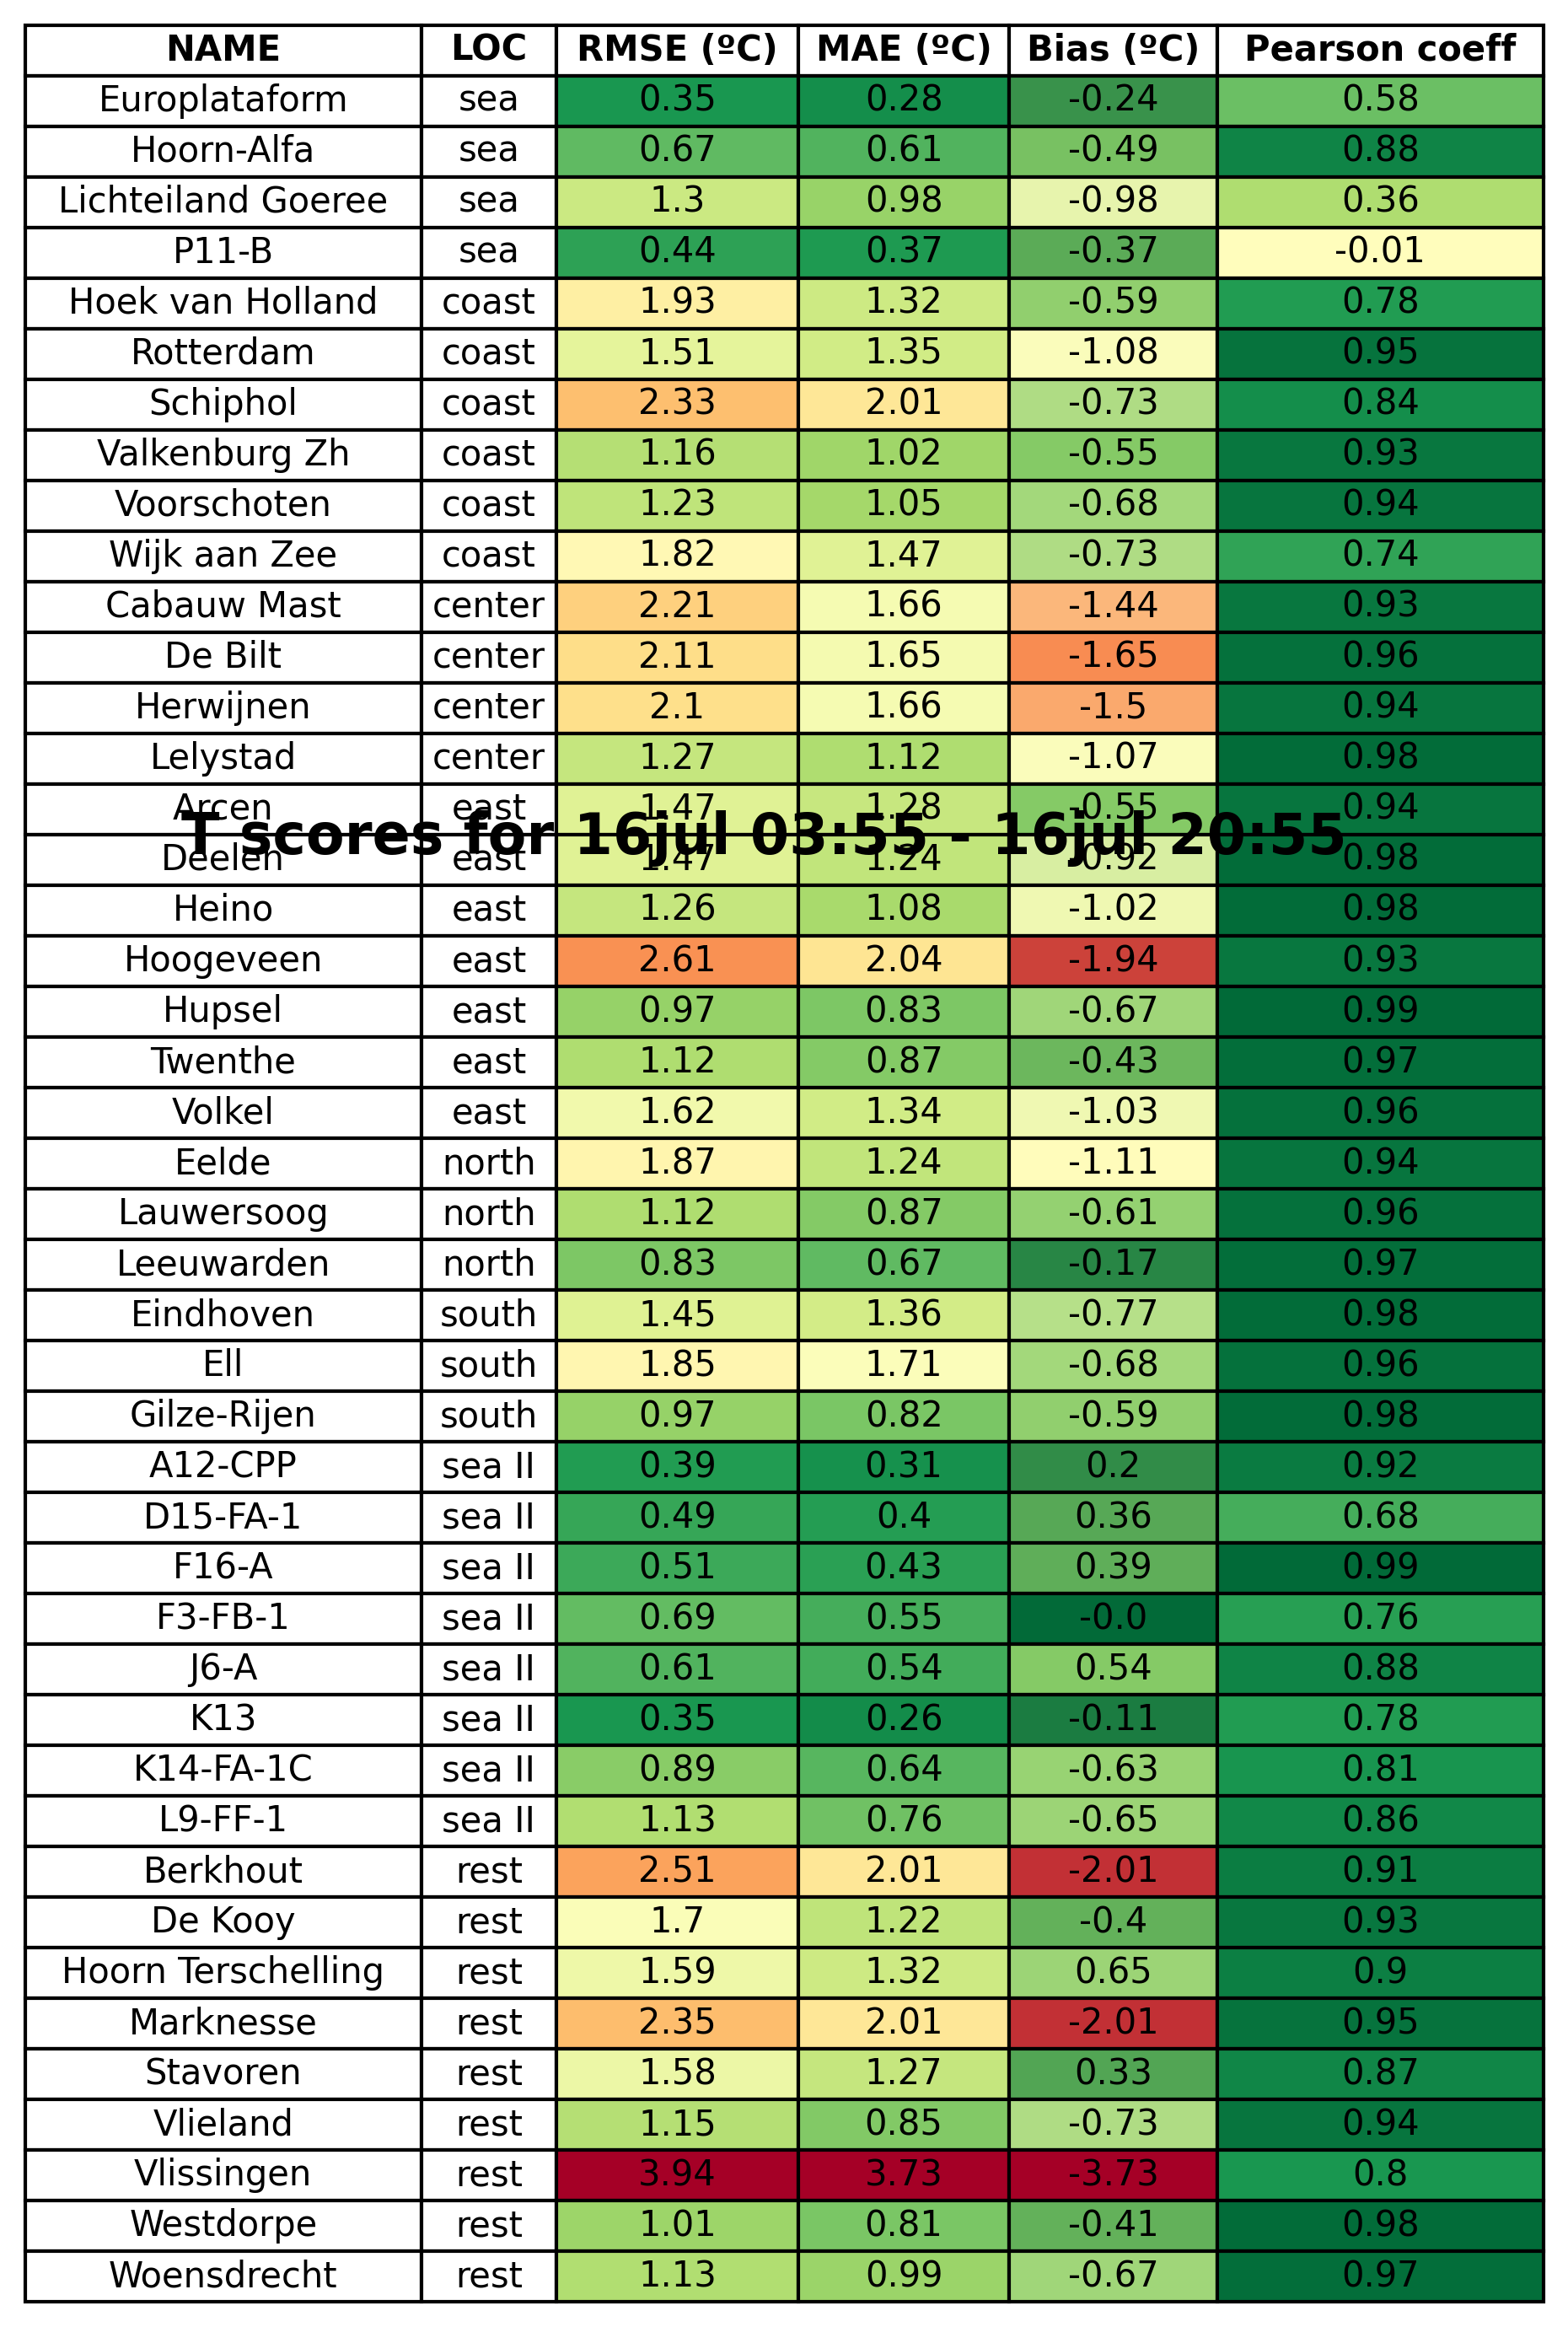 NAME LOC RMSE (ºC) MAE (ºC) Bias (ºC) Pearson coeff
Europlataform sea 0.35 0.28 -0.24 0.58
Hoorn-Alfa sea 0.67 0.61 -0.49 0.88
Lichteiland Goeree sea 1.3 0.98 -0.98 0.36
P11-B sea 0.44 0.37 -0.37 -0.01
Hoek van Holland coast 1.93 1.32 -0.59 0.78
Rotterdam coast 1.51 1.35 -1.08 0.95
Schiphol coast 2.33 2.01 -0.73 0.84
Valkenburg Zh coast 1.16 1.02 -0.55 0.93
Voorschoten coast 1.23 1.05 -0.68 0.94
Wijk aan Zee coast 1.82 1.47 -0.73 0.74
Cabauw Mast center 2.21 1.66 -1.44 0.93
De Bilt center 2.11 1.65 -1.65 0.96
Herwijnen center 2.1 1.66 -1.5 0.94
Lelystad center 1.27 1.12 -1.07 0.98
Arcen east 1.47 1.28 -0.55 0.94
T scores for 16jul 03:55 - 16jul 20:55
Deelen east 1.47 1.24 -0.92 0.98
Heino east 1.26 1.08 -1.02 0.98
Hoogeveen east 2.61 2.04 -1.94 0.93
Hupsel east 0.97 0.83 -0.67 0.99
Twenthe east 1.12 0.87 -0.43 0.97
Volkel east 1.62 1.34 -1.03 0.96
Eelde north 1.87 1.24 -1.11 0.94
Lauwersoog north 1.12 0.87 -0.61 0.96
Leeuwarden north 0.83 0.67 -0.17 0.97
Eindhoven south 1.45 1.36 -0.77 0.98
Ell south 1.85 1.71 -0.68 0.96
Gilze-Rijen south 0.97 0.82 -0.59 0.98
A12-CPP sea II 0.39 0.31 0.2 0.92
D15-FA-1 sea II 0.49 0.4 0.36 0.68
F16-A sea II 0.51 0.43 0.39 0.99
F3-FB-1 sea II 0.69 0.55 -0.0 0.76
J6-A sea II 0.61 0.54 0.54 0.88
K13 sea II 0.35 0.26 -0.11 0.78
K14-FA-1C sea II 0.89 0.64 -0.63 0.81
L9-FF-1 sea II 1.13 0.76 -0.65 0.86
Berkhout rest 2.51 2.01 -2.01 0.91
De Kooy rest 1.7 1.22 -0.4 0.93
Hoorn Terschelling rest 1.59 1.32 0.65 0.9
Marknesse rest 2.35 2.01 -2.01 0.95
Stavoren rest 1.58 1.27 0.33 0.87
Vlieland rest 1.15 0.85 -0.73 0.94
Vlissingen rest 3.94 3.73 -3.73 0.8
Westdorpe rest 1.01 0.81 -0.41 0.98
Woensdrecht rest 1.13 0.99 -0.67 0.97